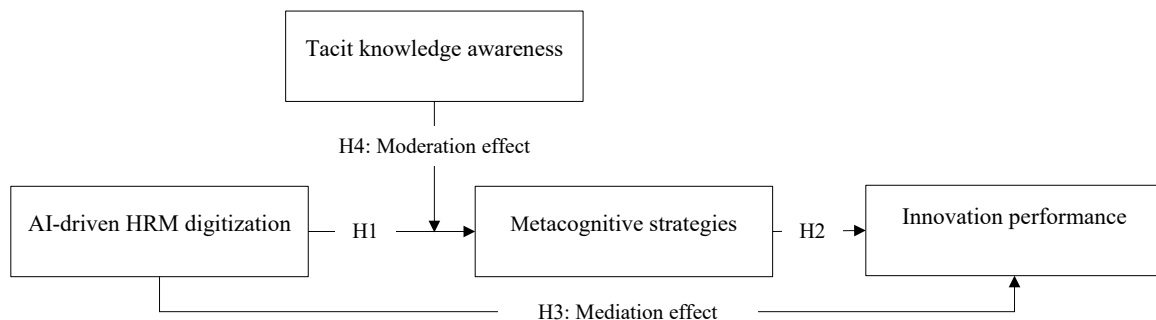 Tacit knowledge awareness
H4: Moderation effect
AI-driven HRM digitization
H1
Metacognitive strategies
H2
Innovation performance
H3: Mediation effect